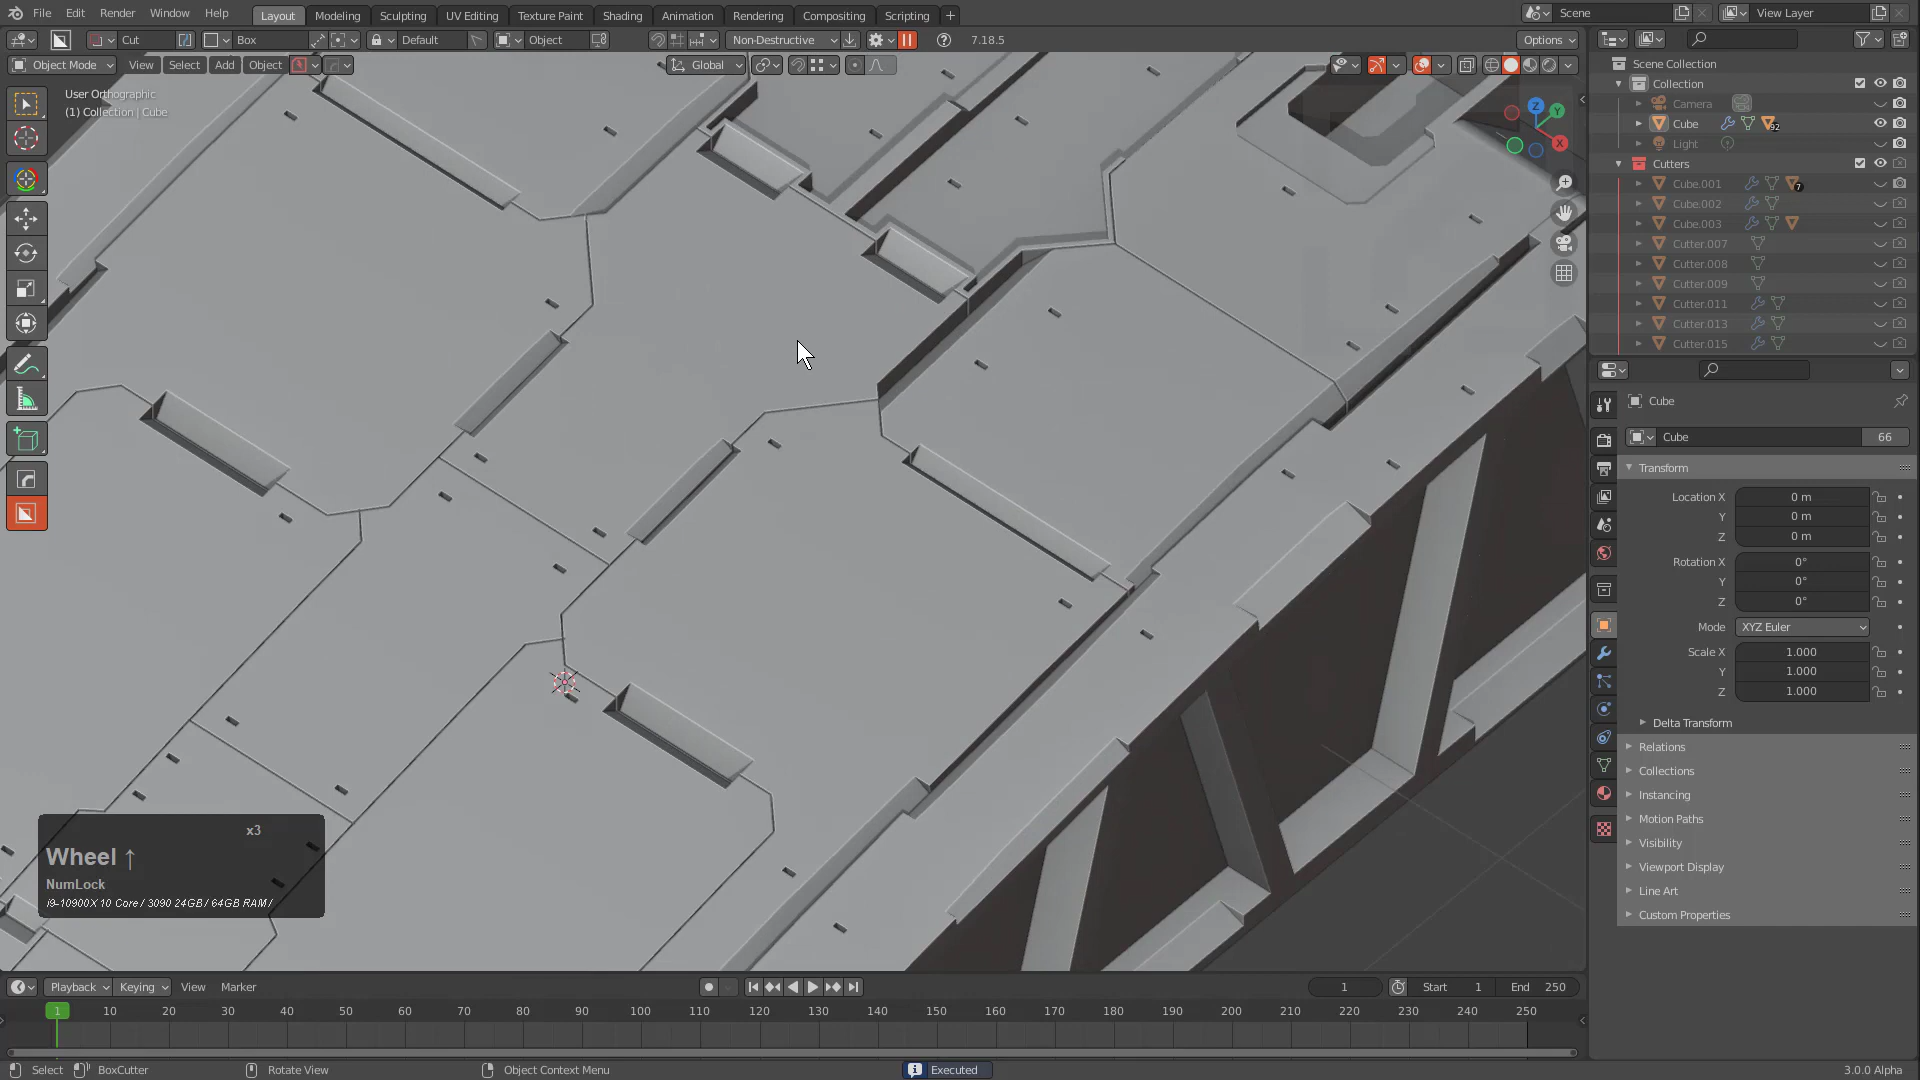 File Edit Render Window Help Layout Modeling Sculpting UV Editing Texture Paint Shading Animation Rendering Compositing Scripting + Scene View Layer
Cut Box Default Object Non-Destructive 7.18.5 Options
Object Mode View Select Add Object Global
User Orthographic
(1) Collection | Cube
Z
Y
X
Scene Collection
Collection
Camera
Cube 92
Light
Cutters
Cube.001 7
Cube.002
Cube.003
Cutter.007
Cutter.008
Cutter.009
Cutter.011
Cutter.013
Cutter.015
Cube
Cube 66
Transform
Location X 0 m
Y 0 m
Z 0 m
Rotation X 0°
Y 0°
Z 0°
Mode XYZ Euler
Scale X 1.000
Y 1.000
Z 1.000
Delta Transform
Relations
Collections
Instancing
Motion Paths
Visibility
Viewport Display
Line Art
Custom Properties
x3
Wheel ↑
NumLock
i9-10900X 10 Core / 3090 24GB / 64GB RAM /
Playback Keying View Marker 1 Start 1 End 250
1 10 20 30 40 50 60 70 80 90 100 110 120 130 140 150 160 170 180 190 200 210 220 230 240 250
Select BoxCutter Rotate View Object Context Menu Executed 3.0.0 Alpha